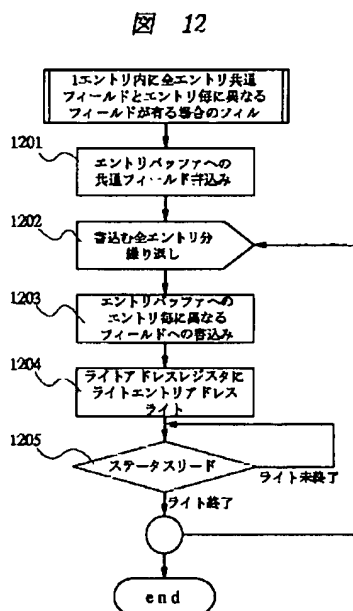 図 12
1エントリ内に全エントリ共通
フィールドとエントリ毎に異なる
フィールドが有る場合のフィル
1201
エントリバッファへの
共通フィールド書込み
1202
書込む全エントリ分
繰り返し
1203
エントリバッファへの
エントリ毎に異なる
フィールドへの書込み
1204
ライトアドレスレジスタに
ライトエントリアドレス
ライト
1205
ステータスリード
ライト未終了
ライト終了
end